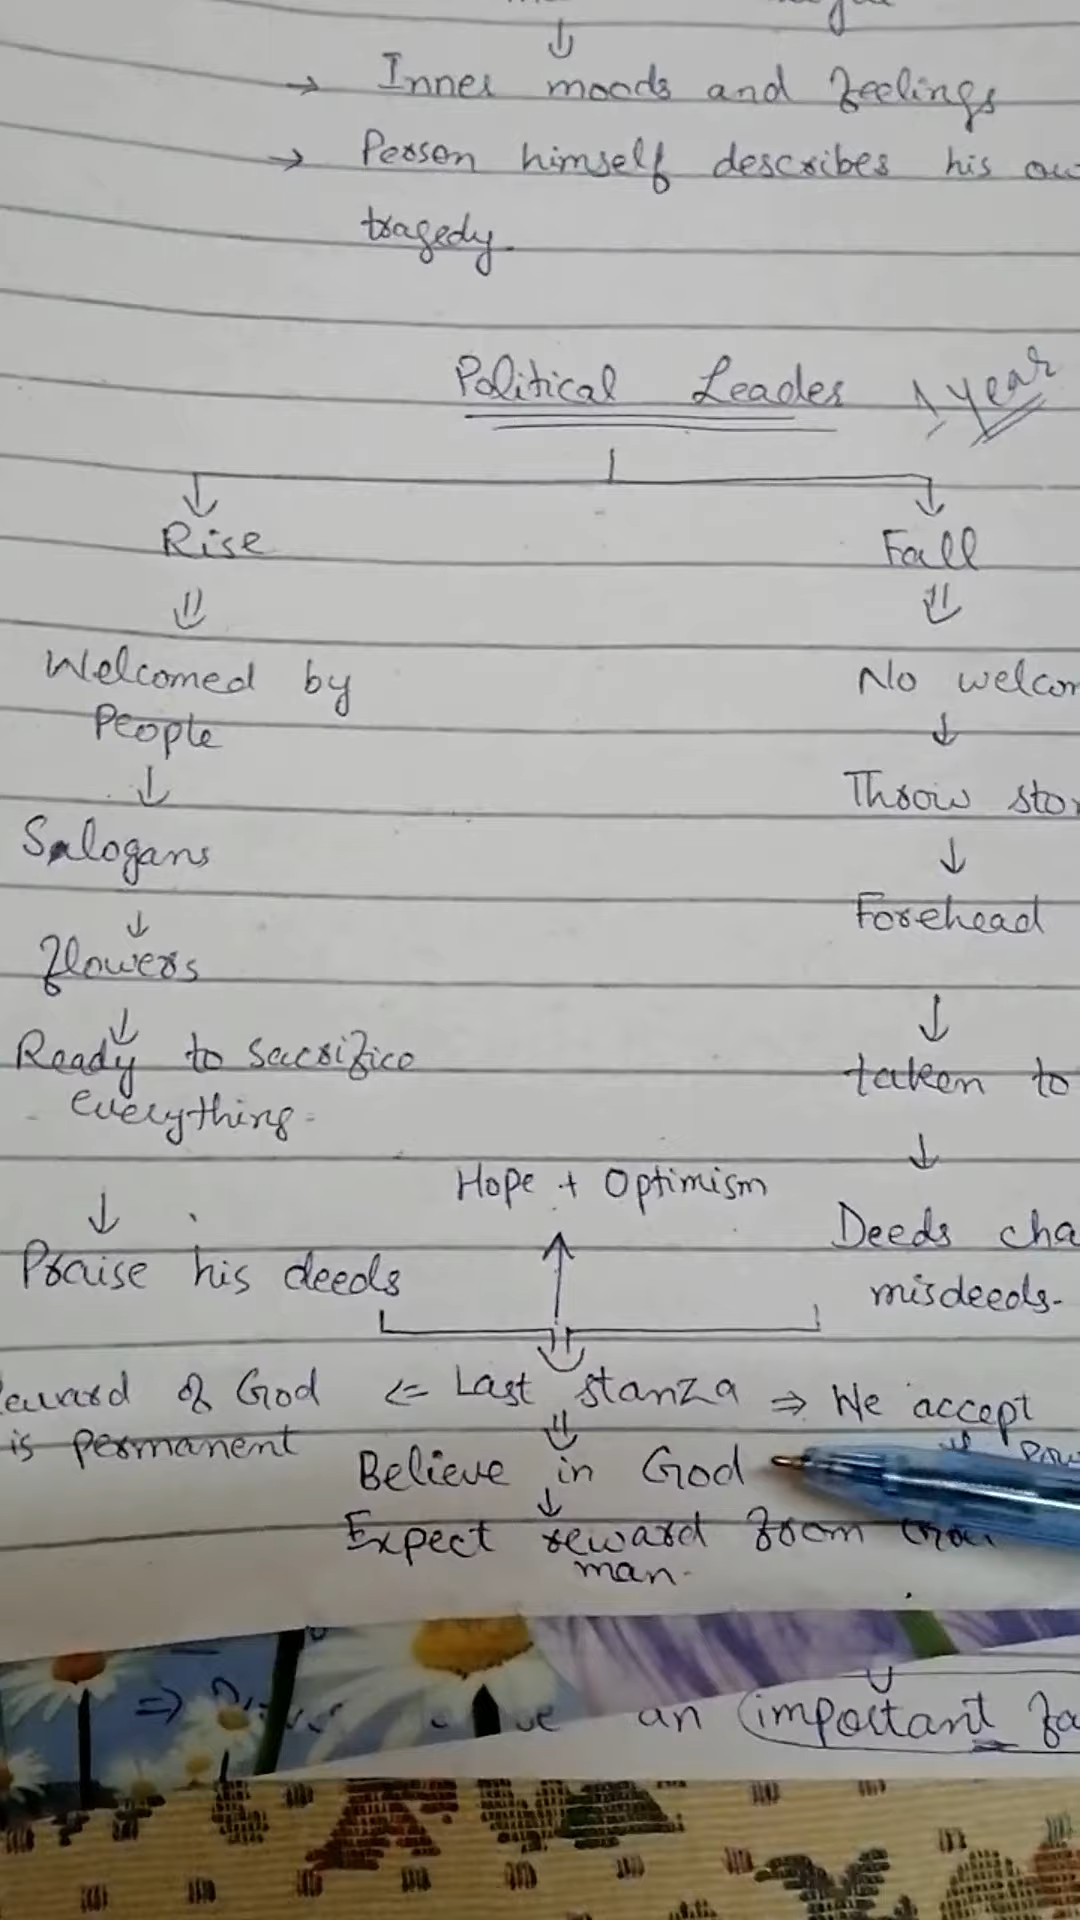 → Inner moods and feelings
→ Person himself describes his
tragedy.
Political Leader 1 year
Rise Fall
Welcomed by No
People
Throw
Slogans
Forehead
flowers
Ready to sacrifice taken to
everything.
Hope + Optimism
Deeds
Praise his deeds misdeeds.
of God ⇐ Last stanza ⇒ We accept
is permanent
Believe in God
Expect reward from
man.
an important